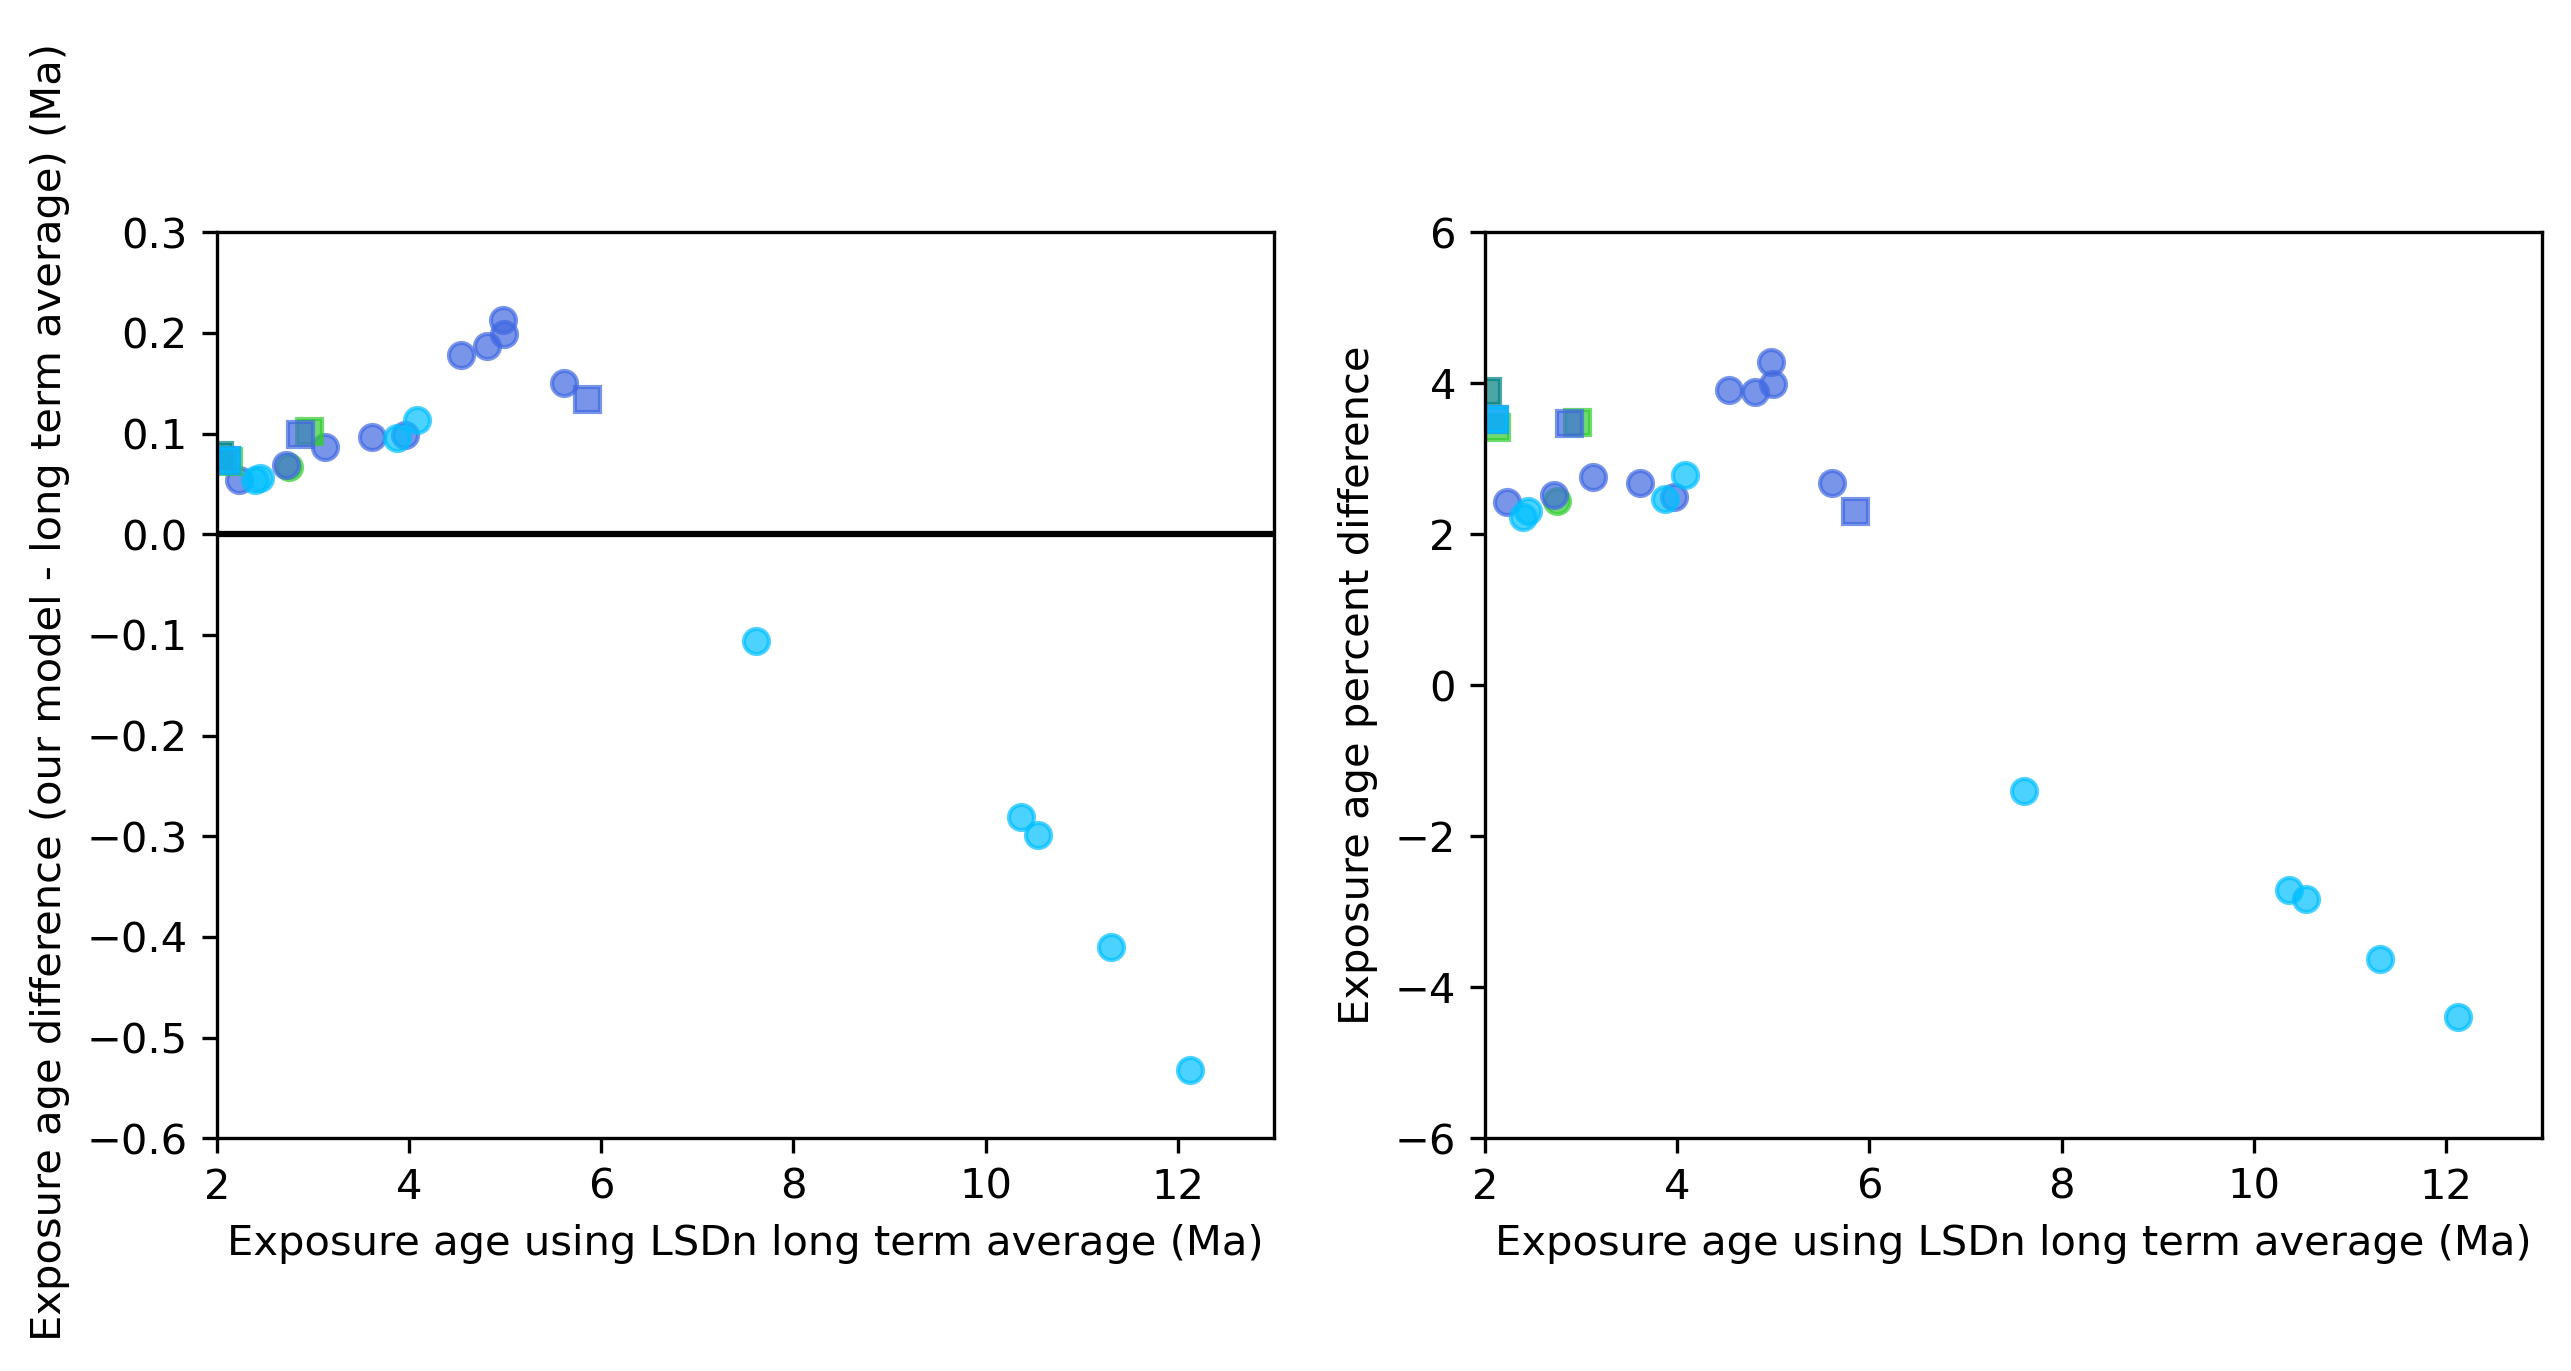 Exposure age difference (our model - long term average) (Ma)
0.3
0.2
0.1
0.0
−0.1
−0.2
−0.3
−0.4
−0.5
−0.6
2 4 6 8 10 12
Exposure age using LSDn long term average (Ma)
Exposure age percent difference
6
4
2
0
−2
−4
−6
2 4 6 8 10 12
Exposure age using LSDn long term average (Ma)